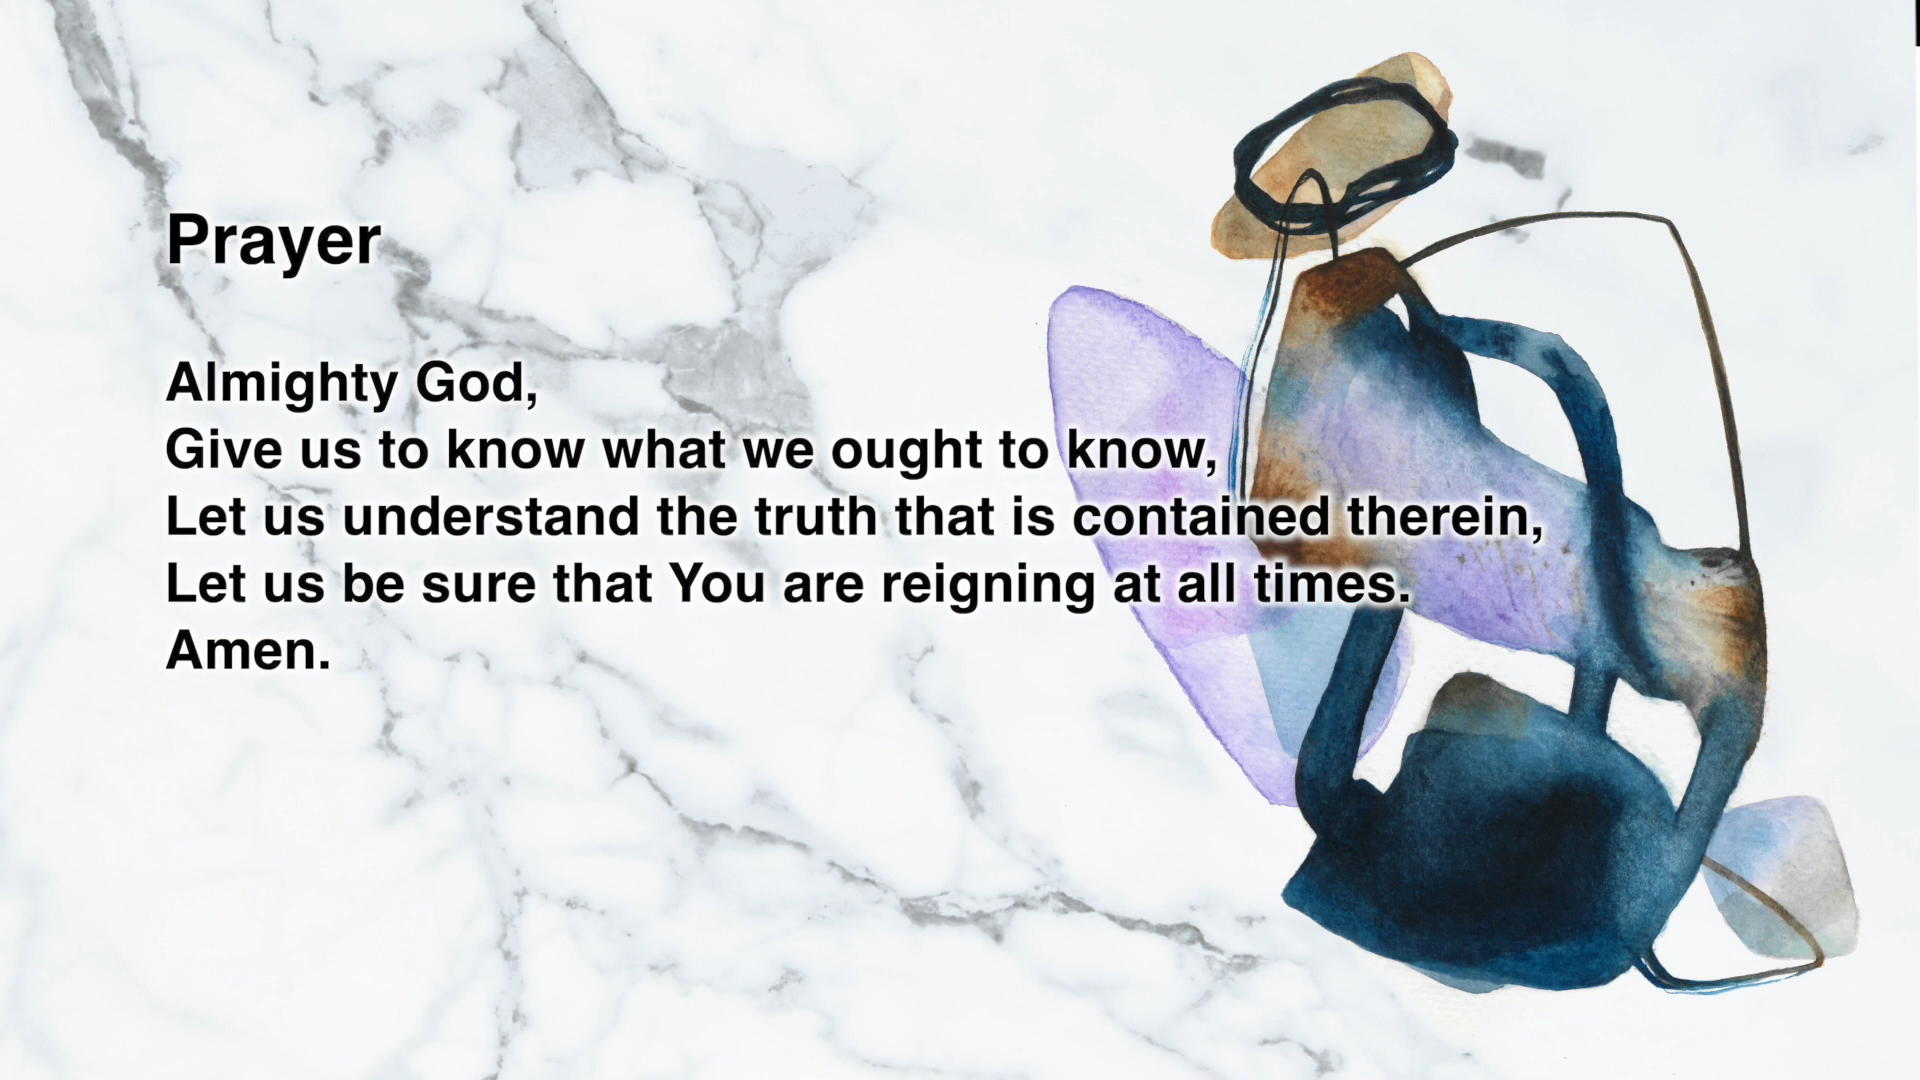 Prayer
Almighty God,
Give us to know what we ought to know,
Let us understand the truth that is contained therein,
Let us be sure that You are reigning at all times.
Amen.